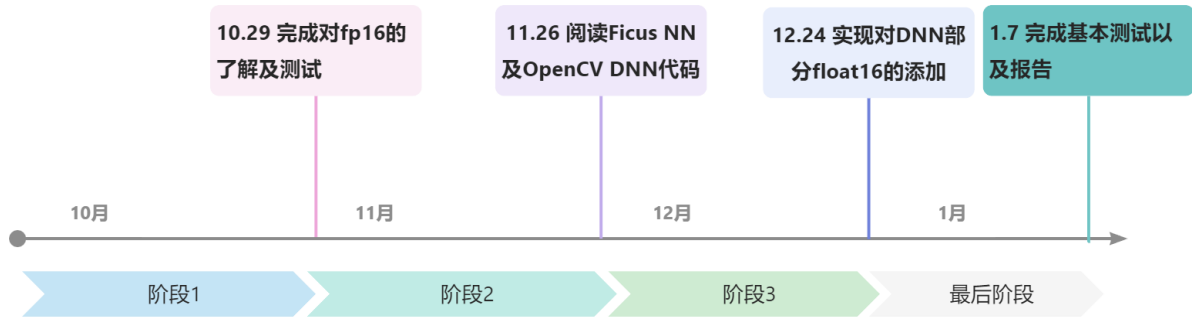 10.29 完成对fp16的
了解及测试
11.26 阅读Ficus NN
及OpenCV DNN代码
12.24 实现对DNN部
分float16的添加
1.7 完成基本测试以
及报告
10月
11月
12月
1月
阶段1
阶段2
阶段3
最后阶段